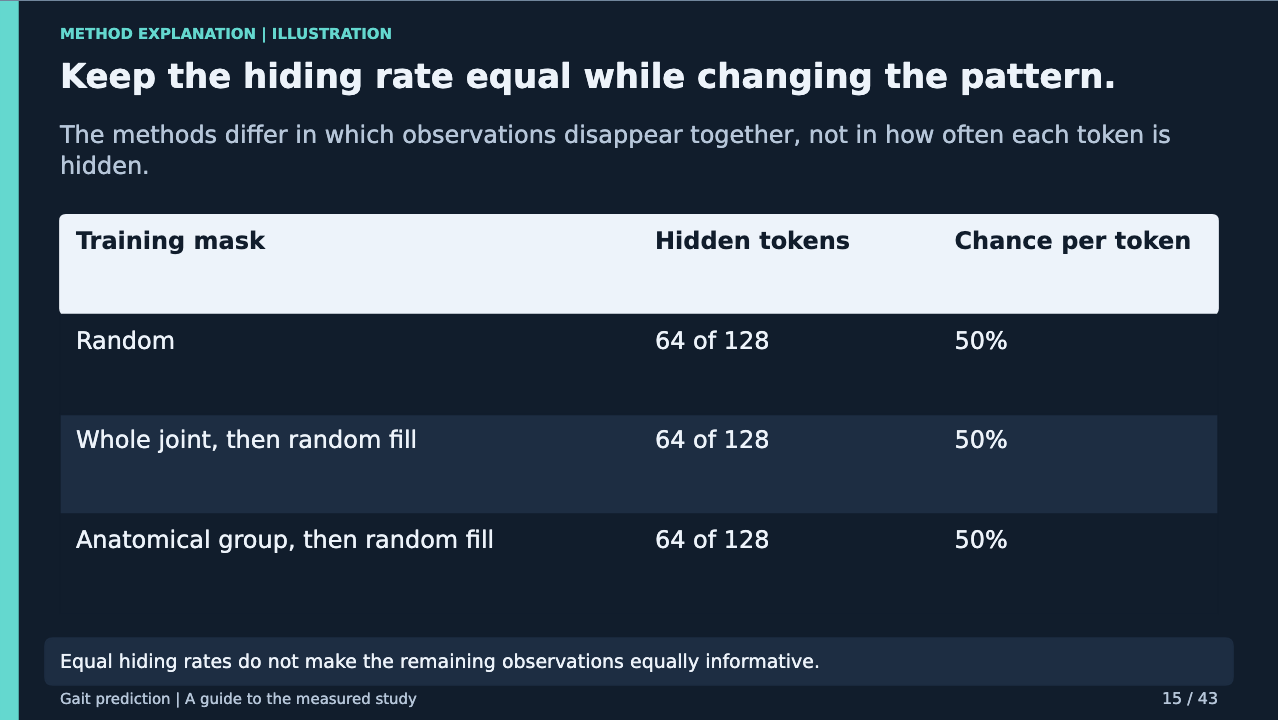 METHOD EXPLANATION | ILLUSTRATION
Keep the hiding rate equal while changing the pattern.
The methods differ in which observations disappear together, not in how often each token is
hidden.
Training mask Hidden tokens Chance per token
Random 64 of 128 50%
Whole joint, then random fill 64 of 128 50%
Anatomical group, then random fill 64 of 128 50%
Equal hiding rates do not make the remaining observations equally informative.
Gait prediction | A guide to the measured study 15 / 43